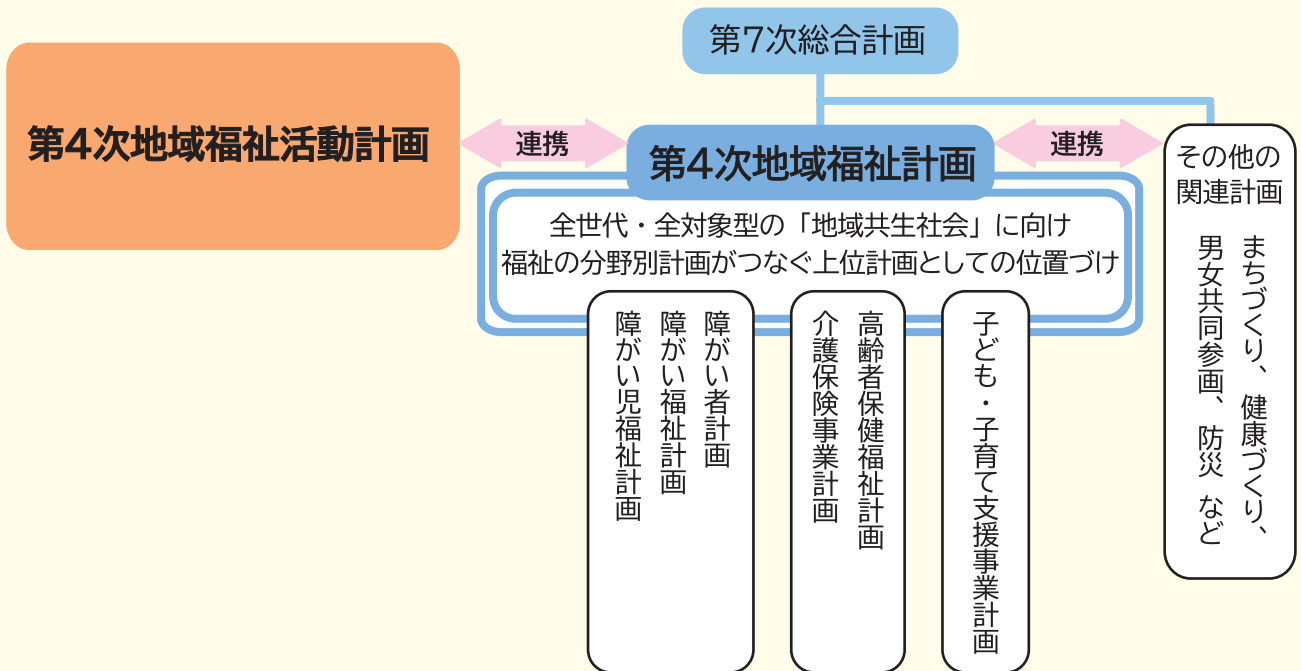 第7次総合計画
第4次地域福祉活動計画
連携
第4次地域福祉計画
連携
全世代・全対象型の「地域共生社会」に向け
福祉の分野別計画がつなぐ上位計画としての位置づけ
障がい者計画
障がい福祉計画
障がい児福祉計画
高齢者保健福祉計画
介護保険事業計画
子ども・子育て支援事業計画
その他の
関連計画
まちづくり、健康づくり、
男女共同参画、防災 など